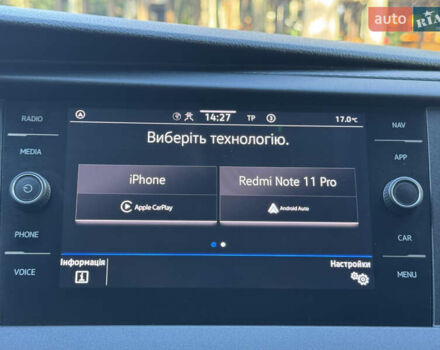 auto RIA
RADIO
MEDIA
PHONE
VOICE
14:27 TP 3 17.0°C
Виберіть технологію.
iPhone
Apple CarPlay
Redmi Note 11 Pro
Android Auto
Інформація
Настройки
NAV
APP
CAR
MENU